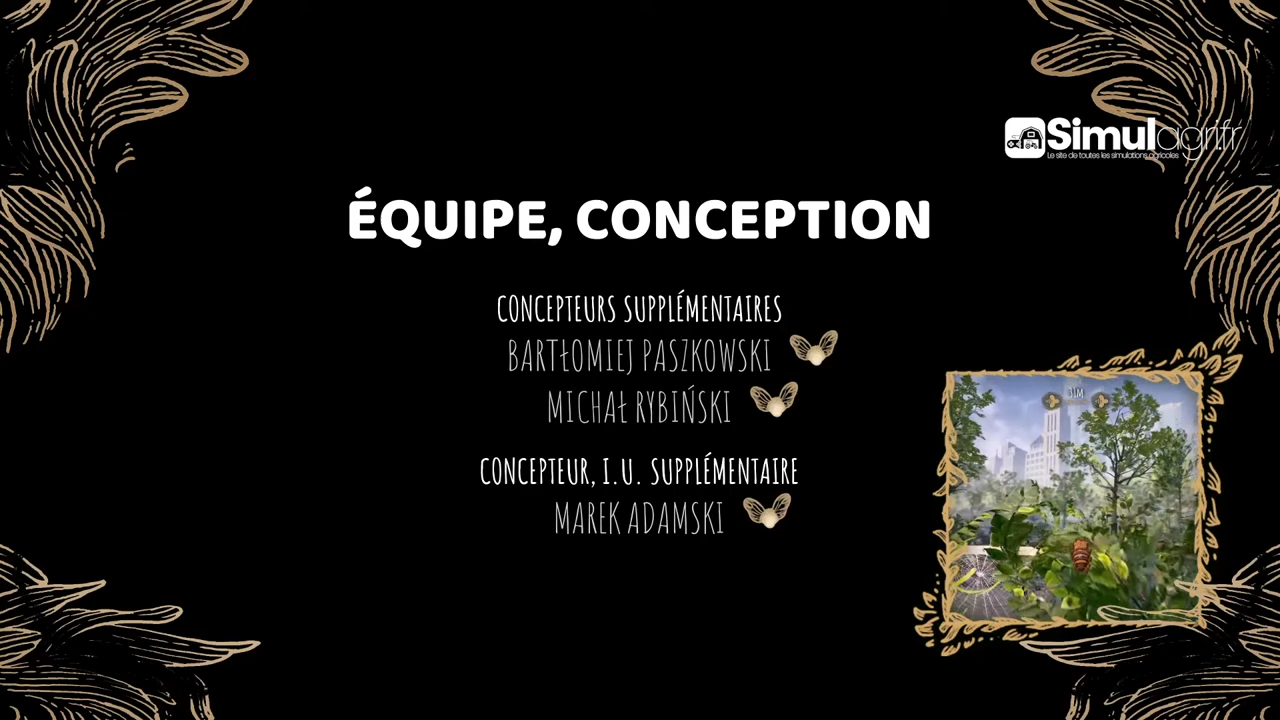 Simulagri.fr
Le site de toutes les simulations agricoles
ÉQUIPE, CONCEPTION
CONCEPTEURS SUPPLÉMENTAIRES
BARTŁOMIEJ PASZKOWSKI
MICHAŁ RYBIŃSKI
CONCEPTEUR, I.U. SUPPLÉMENTAIRE
MAREK ADAMSKI